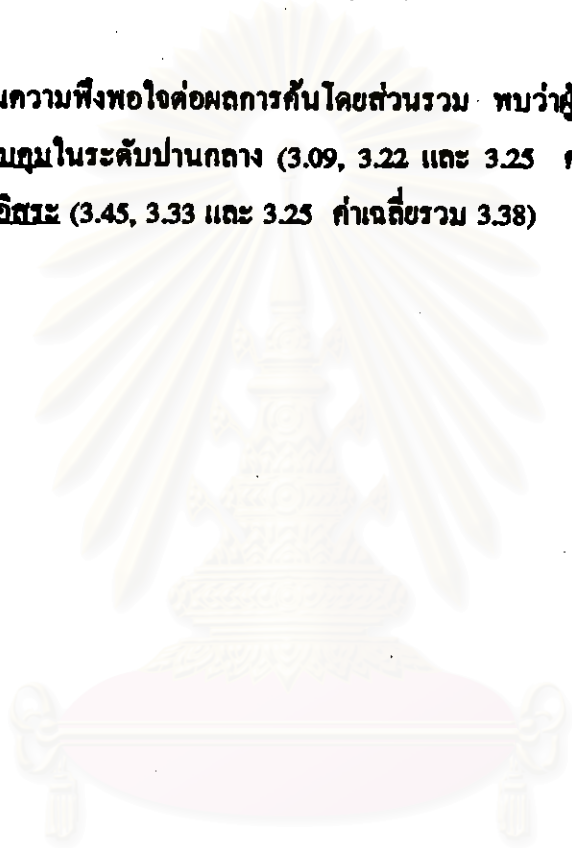 นความพึงพอใจต่อผลการค้นโดยส่วนรวม พบว่าผู้
บคุมในระดับปานกลาง (3.09, 3.22 และ 3.25
อิสระ (3.45, 3.33 และ 3.25 ค่าเฉลี่ยรวม 3.38)